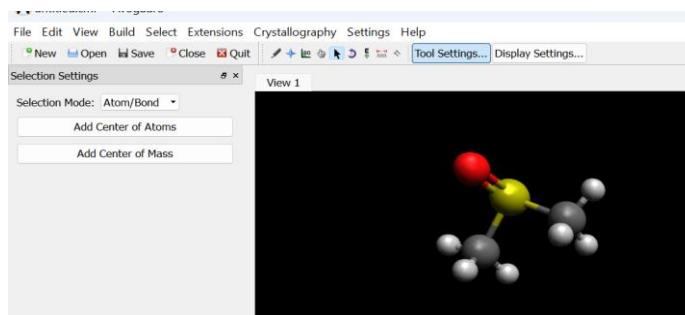 File Edit View Build Select Extensions Crystallography Settings Help
New Open Save Close Quit Tool Settings... Display Settings...
Selection Settings
View 1
Selection Mode: Atom/Bond
Add Center of Atoms
Add Center of Mass